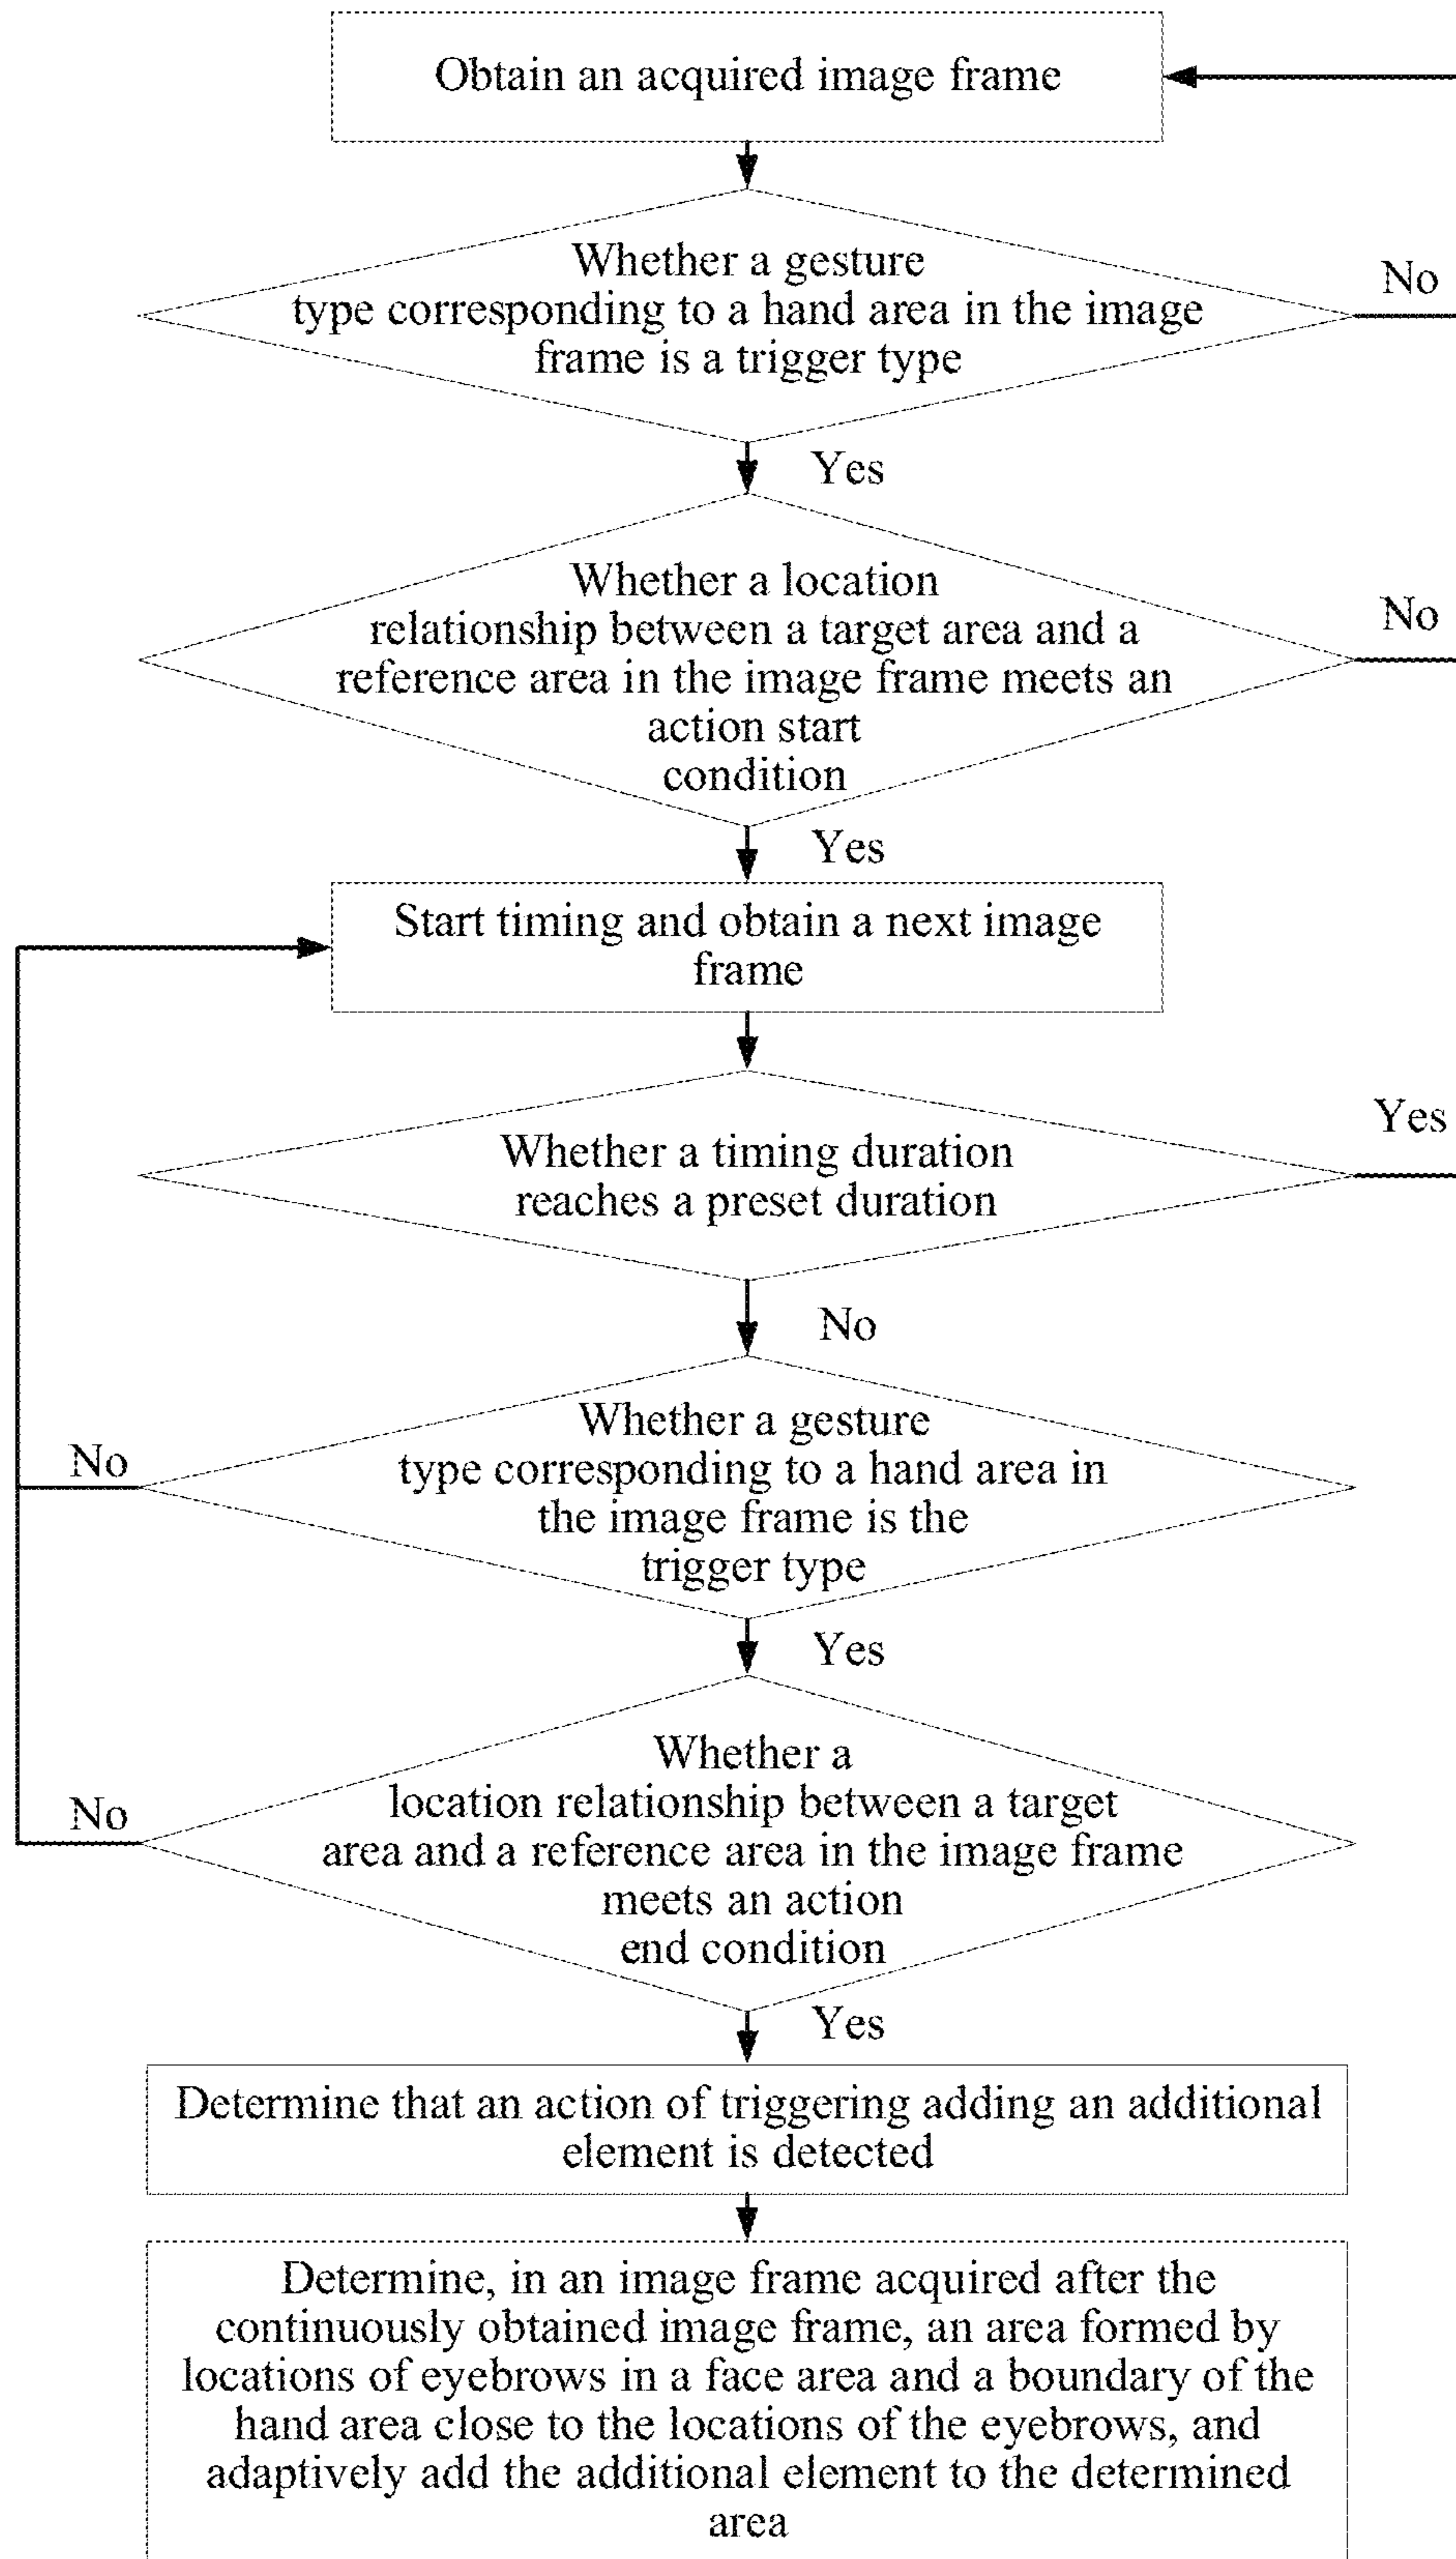 Obtain an acquired image frame
Whether a gesture
type corresponding to a hand area in the image
frame is a trigger type
No
Yes
Whether a location
relationship between a target area and a
reference area in the image frame meets an
action start
condition
No
Yes
Start timing and obtain a next image
frame
Whether a timing duration
reaches a preset duration
Yes
No
Whether a gesture
type corresponding to a hand area in
the image frame is the
trigger type
No
Yes
Whether a
location relationship between a target
area and a reference area in the image frame
meets an action
end condition
No
Yes
Determine that an action of triggering adding an additional
element is detected
Determine, in an image frame acquired after the
continuously obtained image frame, an area formed by
locations of eyebrows in a face area and a boundary of the
hand area close to the locations of the eyebrows, and
adaptively add the additional element to the determined
area